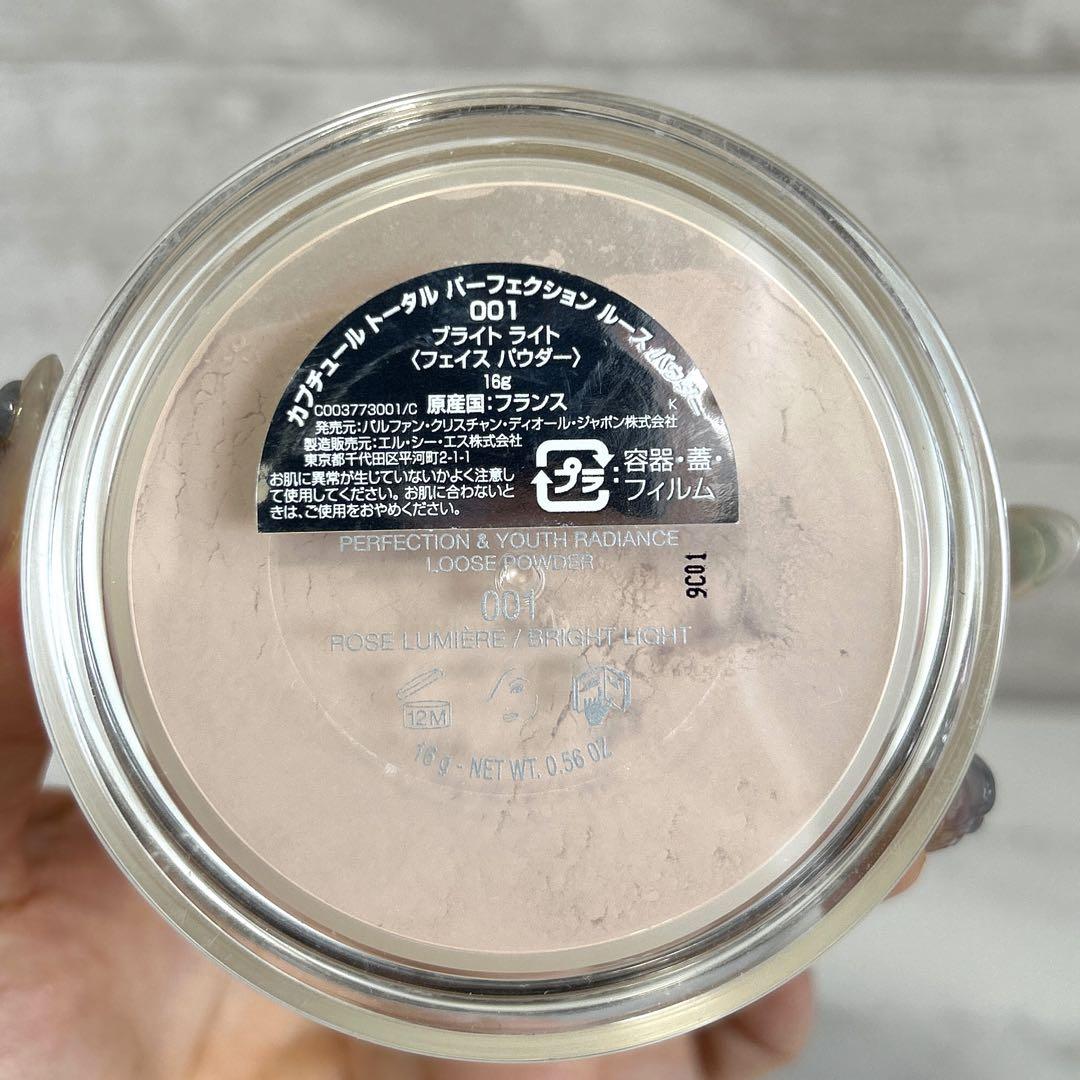 カプチュール トータル パーフェクション ルース パウダー
001
ブライト ライト
〈フェイス パウダー〉
16g
C003773001/C 原産国:フランス K
発売元:パルファン・クリスチャン・ディオール・ジャポン株式会社
製造販売元:エル・シー・エス株式会社
東京都千代田区平河町2-1-1
お肌に異常が生じていないかよく注意し
て使用してください。お肌に合わないと
きは、ご使用をおやめください。
プラ:容器・蓋・
フィルム
PERFECTION & YOUTH RADIANCE
LOOSE POWDER
9C01
001
ROSE LUMIÈRE / BRIGHT LIGHT
12M
16 g - NET WT. 0.56 OZ